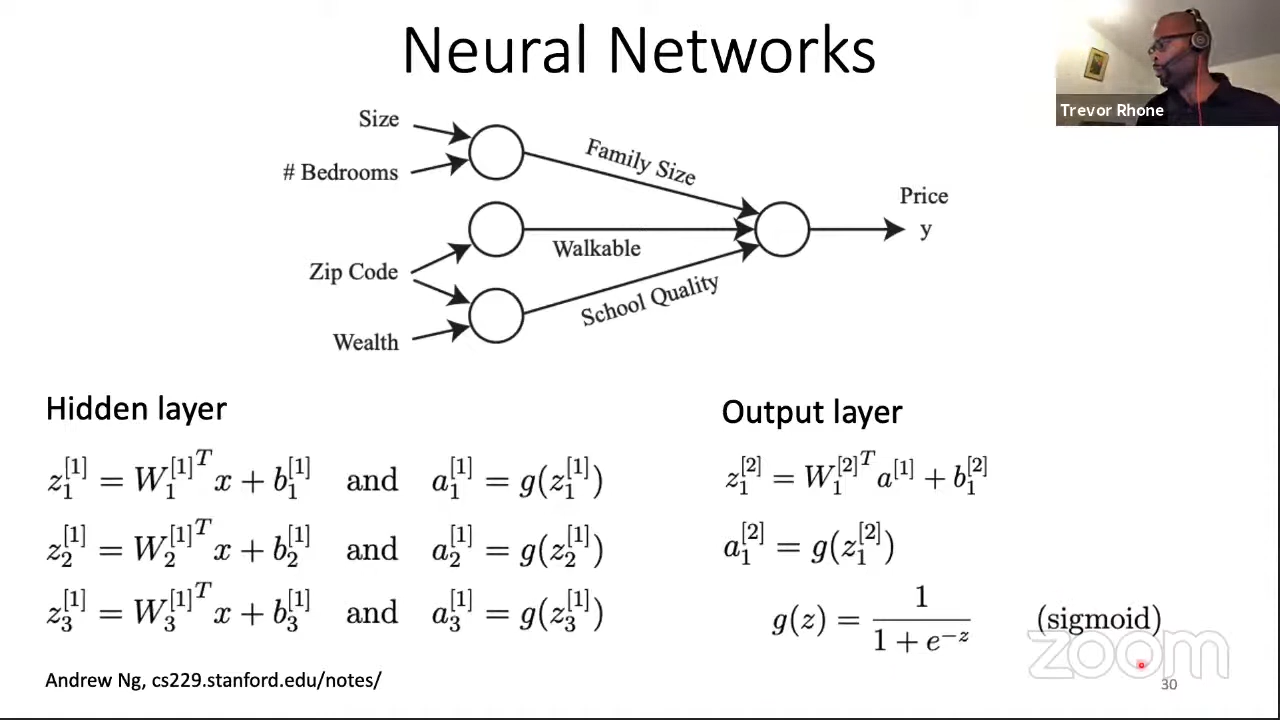 Neural Networks
Trevor Rhone
Size
# Bedrooms
Zip Code
Wealth
Family Size
Walkable
School Quality
Price
y
Hidden layer
z_1^{[1]} = W_1^{[1]^T} x + b_1^{[1]} and a_1^{[1]} = g(z_1^{[1]})
z_2^{[1]} = W_2^{[1]^T} x + b_2^{[1]} and a_2^{[1]} = g(z_2^{[1]})
z_3^{[1]} = W_3^{[1]^T} x + b_3^{[1]} and a_3^{[1]} = g(z_3^{[1]})
Output layer
z_1^{[2]} = W_1^{[2]^T} a^{[1]} + b_1^{[2]}
a_1^{[2]} = g(z_1^{[2]})
g(z) = \frac{1}{1 + e^{-z}} (sigmoid)
zoom
Andrew Ng, cs229.stanford.edu/notes/
30